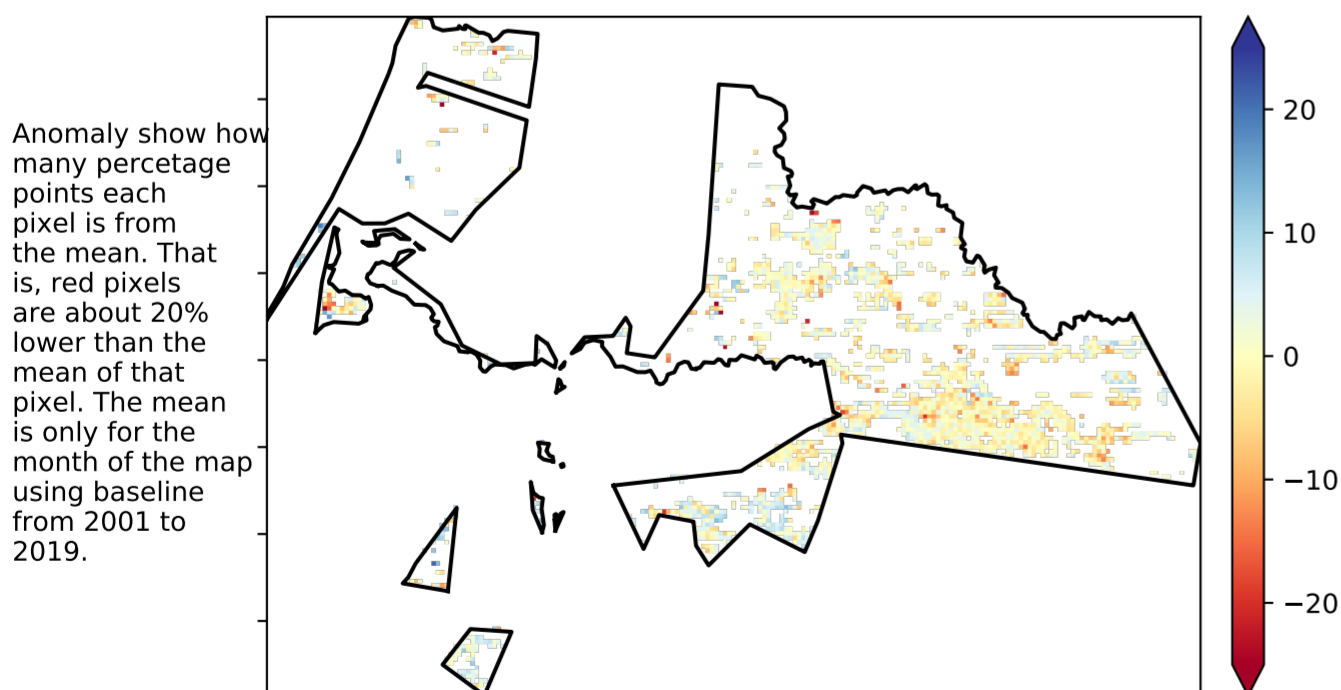 Anomaly show how
many percetage
points each
pixel is from
the mean. That
is, red pixels
are about 20%
lower than the
mean of that
pixel. The mean
is only for the
month of the map
using baseline
from 2001 to
2019.
20
10
0
−10
−20